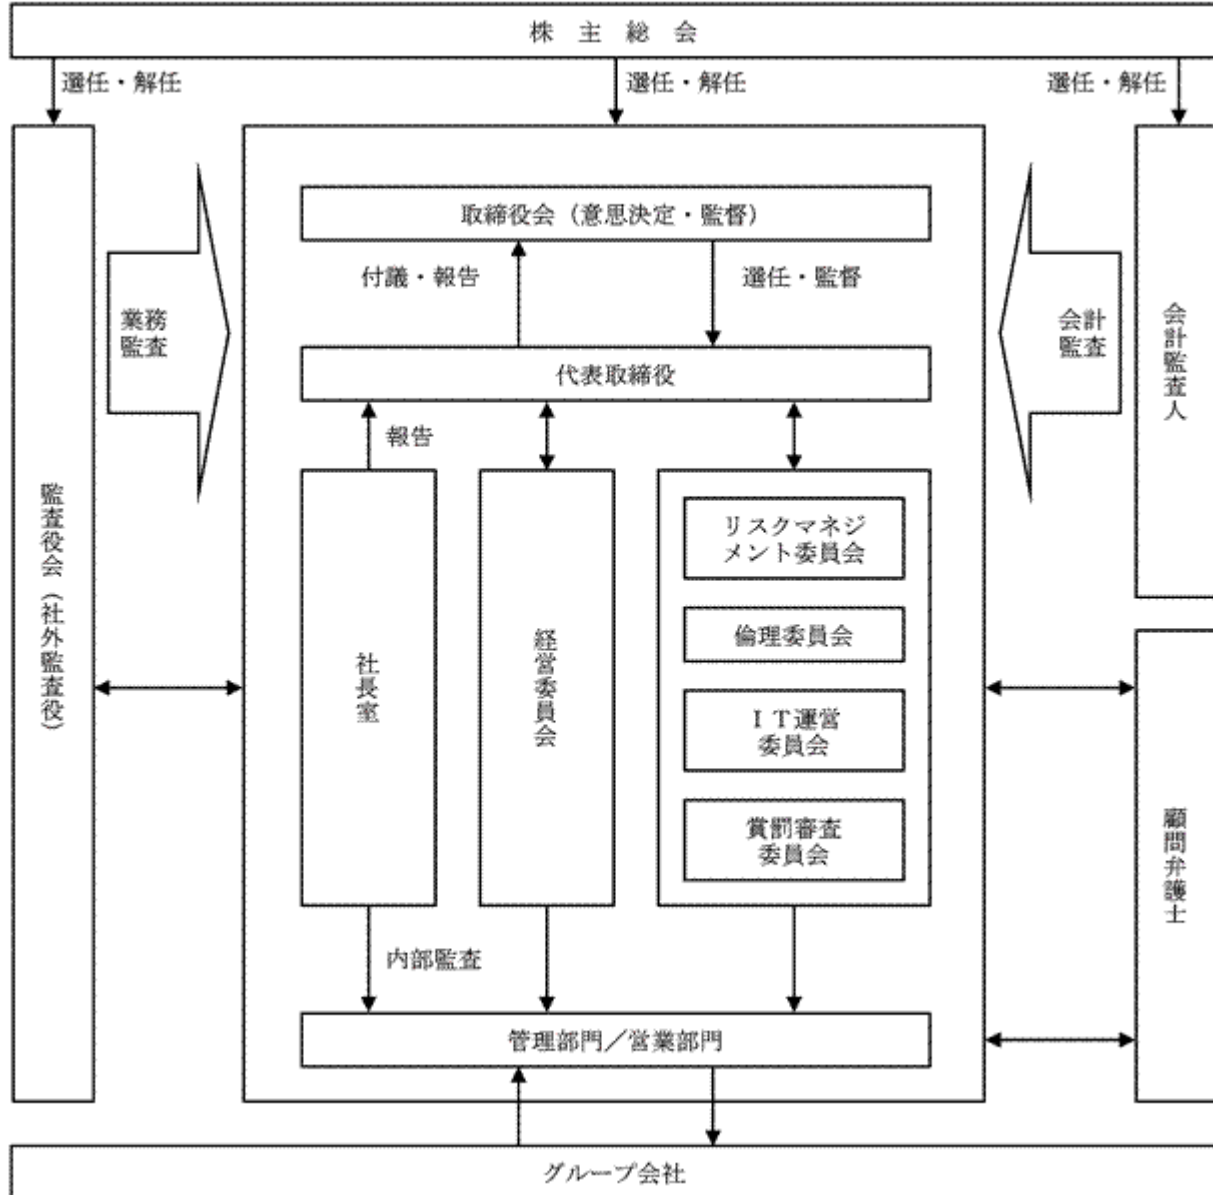 株 主 総 会
選任・解任
選任・解任
選任・解任
取締役会（意思決定・監督）
付議・報告
選任・監督
業務
監査
会計
監査
会計監査人
代表取締役
報告
監査役会（社外監査役）
社長室
経営委員会
リスクマネジ
メント委員会
倫理委員会
ＩＴ運営
委員会
賞罰審査
委員会
顧問弁護士
内部監査
管理部門／営業部門
グループ会社